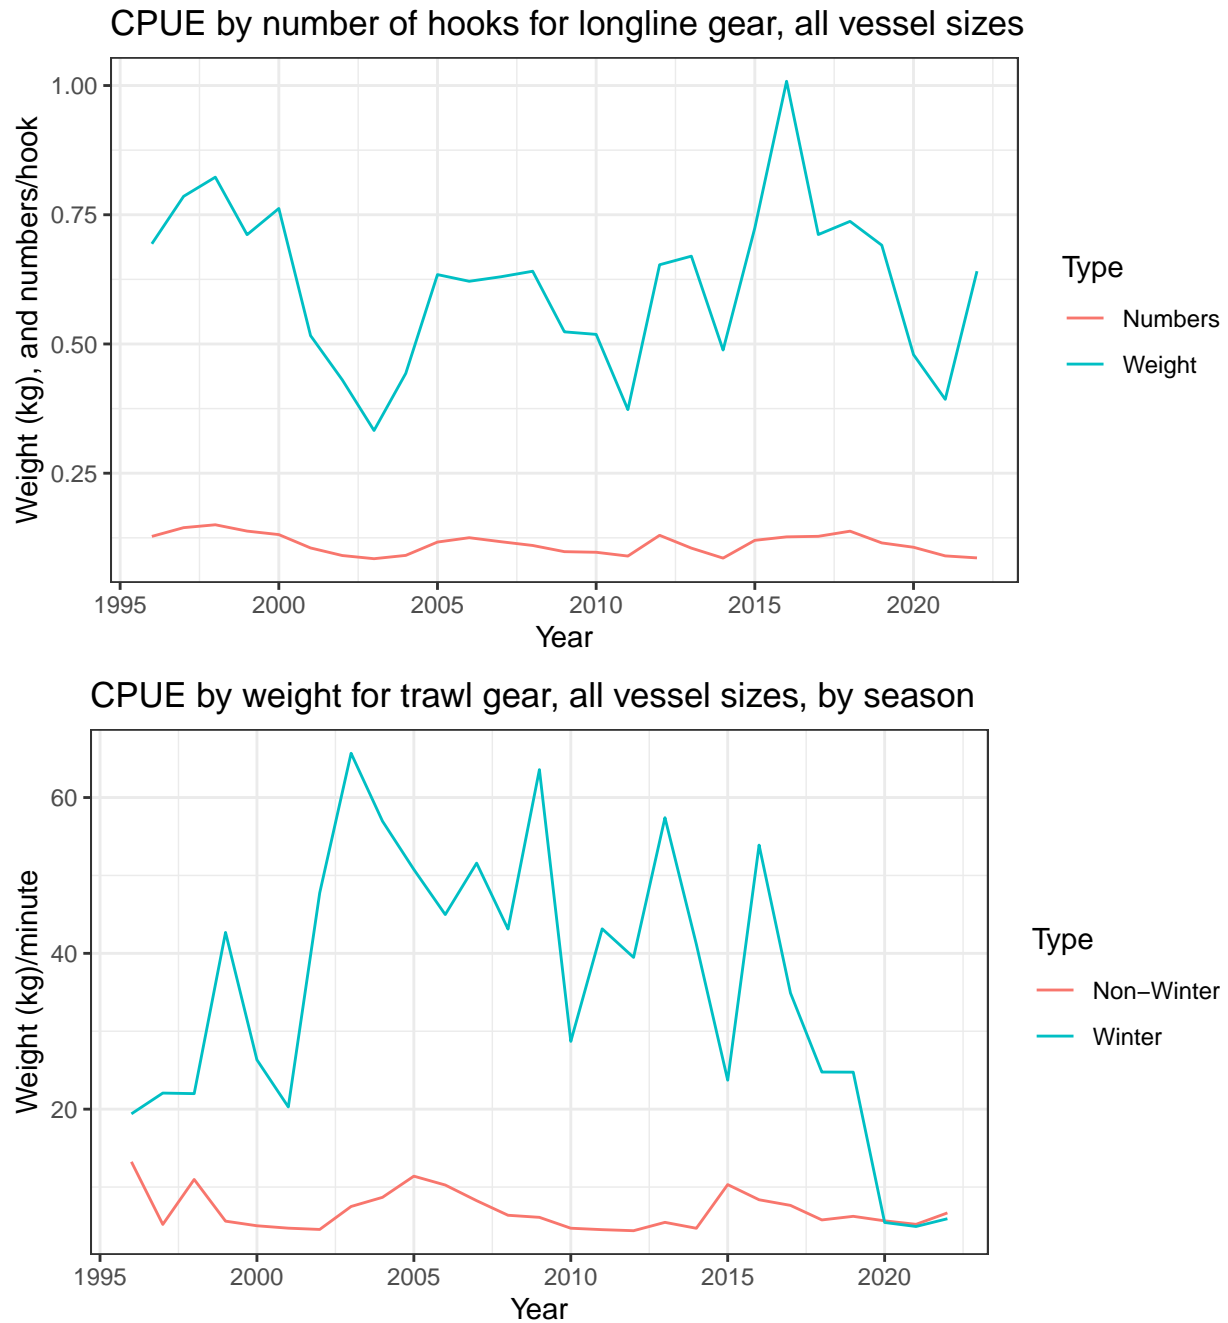 CPUE by number of hooks for longline gear, all vessel sizes
Weight (kg), and numbers/hook
1.00
0.75
0.50
0.25
1995 2000 2005 2010 2015 2020
Year
Type
Numbers
Weight
CPUE by weight for trawl gear, all vessel sizes, by season
Weight (kg)/minute
60
40
20
1995 2000 2005 2010 2015 2020
Year
Type
Non−Winter
Winter